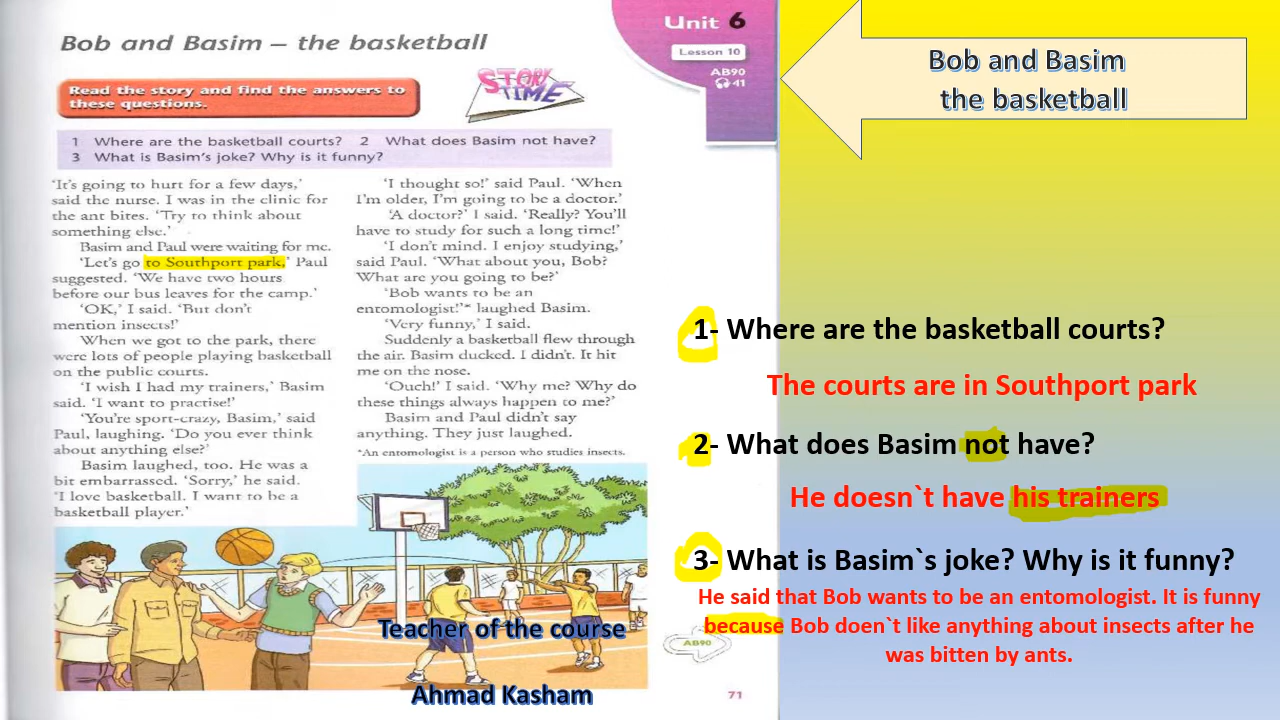 Bob and Basim – the basketball
Unit 6
Lesson 10
AB90
41
Read the story and find the answers to
these questions.
STORY
TIME
1 Where are the basketball courts? 2 What does Basim not have?
3 What is Basim's joke? Why is it funny?
'It's going to hurt for a few days,'
said the nurse. I was in the clinic for
the ant bites. 'Try to think about
something else.'
Basim and Paul were waiting for me.
'Let's go to Southport park,' Paul
suggested. 'We have two hours
before our bus leaves for the camp.'
'OK,' I said. 'But don't
mention insects!'
When we got to the park, there
were lots of people playing basketball
on the public courts.
'I wish I had my trainers,' Basim
said. 'I want to practise!'
'You're sport-crazy, Basim,' said
Paul, laughing. 'Do you ever think
about anything else?'
Basim laughed, too. He was a
bit embarrassed. 'Sorry,' he said.
'I love basketball. I want to be a
basketball player.'
'I thought so!' said Paul. 'When
I'm older, I'm going to be a doctor.'
'A doctor?' I said. 'Really? You'll
have to study for such a long time!'
'I don't mind. I enjoy studying,'
said Paul. 'What about you, Bob?
What are you going to be?'
'Bob wants to be an
entomologist!'* laughed Basim.
'Very funny,' I said.
Suddenly a basketball flew through
the air. Basim ducked. I didn't. It hit
me on the nose.
'Ouch!' I said. 'Why me? Why do
these things always happen to me?'
Basim and Paul didn't say
anything. They just laughed.
*An entomologist is a person who studies insects.
Teacher of the course
Ahmad Kasham
AB90
71
Bob and Basim
the basketball
1- Where are the basketball courts?
The courts are in Southport park
2- What does Basim not have?
He doesn`t have his trainers
3- What is Basim`s joke? Why is it funny?
He said that Bob wants to be an entomologist. It is funny
because Bob doen`t like anything about insects after he
was bitten by ants.